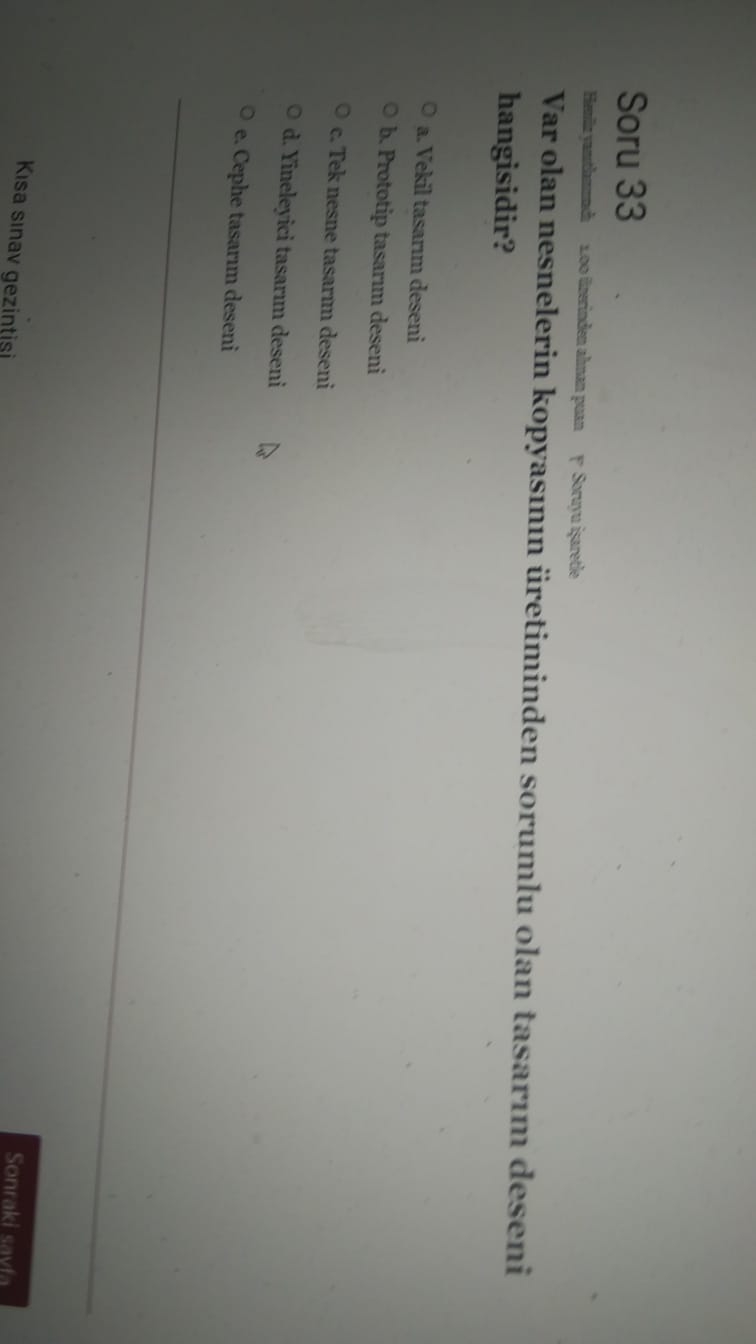 Soru 33
Henüz yanıtlanmadı 1.00 üzerinden alınan puan Soruyu işaretle
Var olan nesnelerin kopyasının üretiminden sorumlu olan tasarım deseni
hangisidir?
a. Vekil tasarım deseni
b. Prototip tasarım deseni
c. Tek nesne tasarım deseni
d. Yineleyici tasarım deseni
e. Cephe tasarım deseni
Sonraki sayfa
Kısa sınav gezintisi